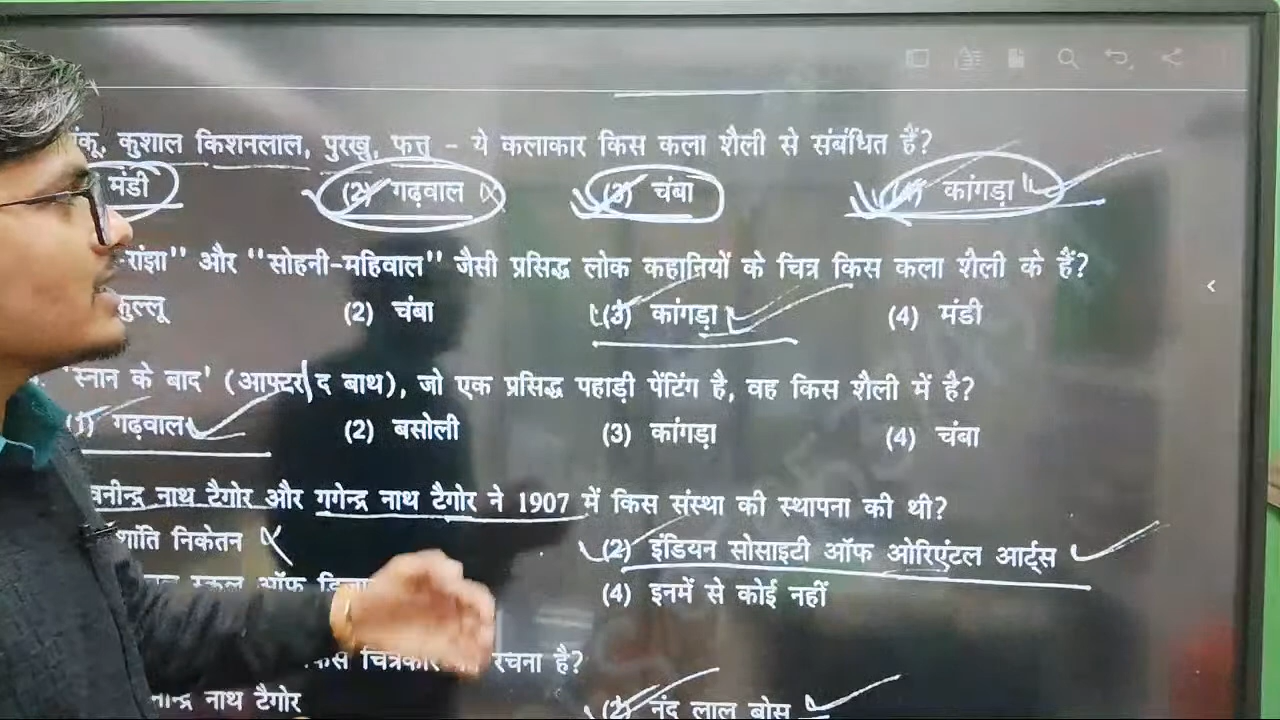 कुशाल किशनलाल, पुरखु, फत्तू - ये कलाकार किस कला शैली से संबंधित हैं?
मंडी (2) गढ़वाल (3) चंबा (4) कांगड़ा
रांझा" और "सोहनी-महिवाल" जैसी प्रसिद्ध लोक कहानियों के चित्र किस कला शैली के हैं?
(2) चंबा (3) कांगड़ा (4) मंडी
'स्नान के बाद' (आफ्टर द बाथ), जो एक प्रसिद्ध पहाड़ी पेंटिंग है, वह किस शैली में है?
(1) गढ़वाल (2) बसोली (3) कांगड़ा (4) चंबा
नाथ टैगोर और गगेन्द्र नाथ टैगोर ने 1907 में किस संस्था की स्थापना की थी?
शांति निकेतन (2) इंडियन सोसाइटी ऑफ ओरिएंटल आर्ट्स
स्कूल ऑफ (4) इनमें से कोई नहीं
चित्रकार रचना है?
नाथ टैगोर (2) नंद लाल बोस